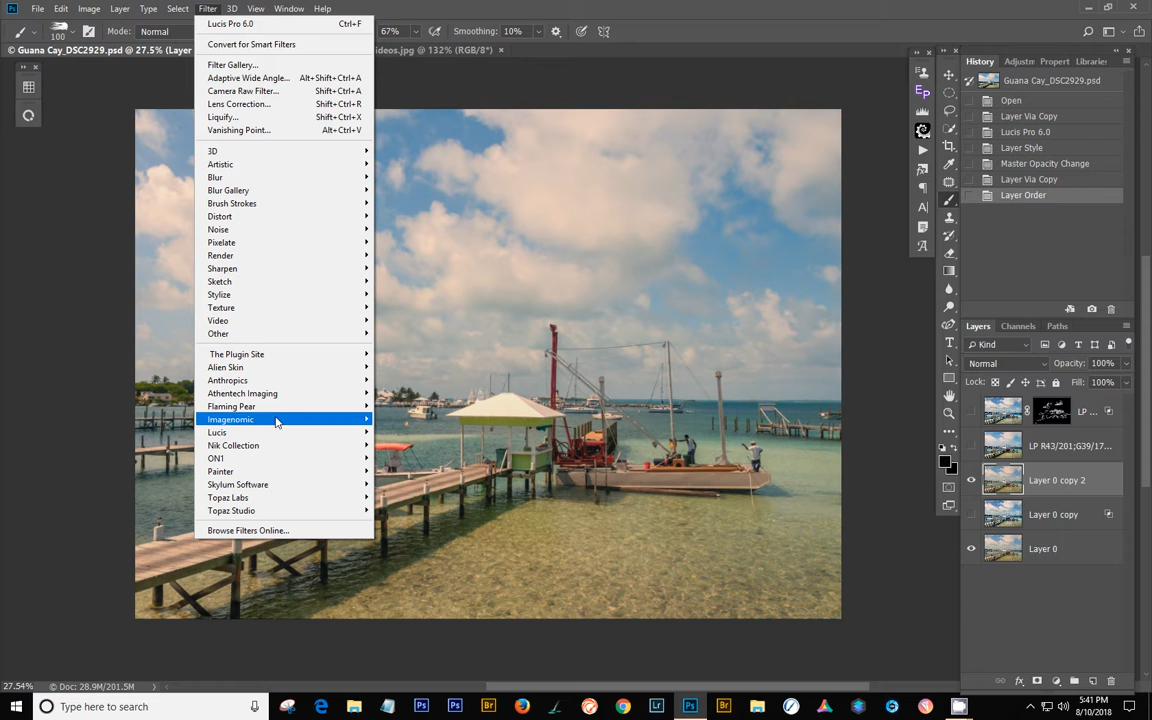 File Edit Image Layer Type Select Filter 3D View Window Help
Mode: Normal 67% Smoothing: 10%
100
© Guana Cay_DSC2929.psd @ 27.5% (Layer
ideos.jpg @ 132% (RGB/8*) ×
Lucis Pro 6.0 Ctrl+F
Convert for Smart Filters
Filter Gallery...
Adaptive Wide Angle... Alt+Shift+Ctrl+A
Camera Raw Filter... Shift+Ctrl+A
Lens Correction... Shift+Ctrl+R
Liquify... Shift+Ctrl+X
Vanishing Point... Alt+Ctrl+V
3D
Artistic
Blur
Blur Gallery
Brush Strokes
Distort
Noise
Pixelate
Render
Sharpen
Sketch
Stylize
Texture
Video
Other
The Plugin Site
Alien Skin
Anthropics
Athentech Imaging
Flaming Pear
Imagenomic
Lucis
Nik Collection
ON1
Painter
Skylum Software
Topaz Labs
Topaz Studio
Browse Filters Online...
History Adjustm Propert Librarie
Guana Cay_DSC2929.psd
Open
Layer Via Copy
Lucis Pro 6.0
Layer Style
Master Opacity Change
Layer Via Copy
Layer Order
Layers Channels Paths
Kind
Normal Opacity: 100%
Lock: Fill: 100%
LP ...
LP R43/201;G39/17...
Layer 0 copy 2
Layer 0 copy
Layer 0
27.54% Doc: 28.9M/201.5M
Type here to search
5:41 PM
8/10/2018